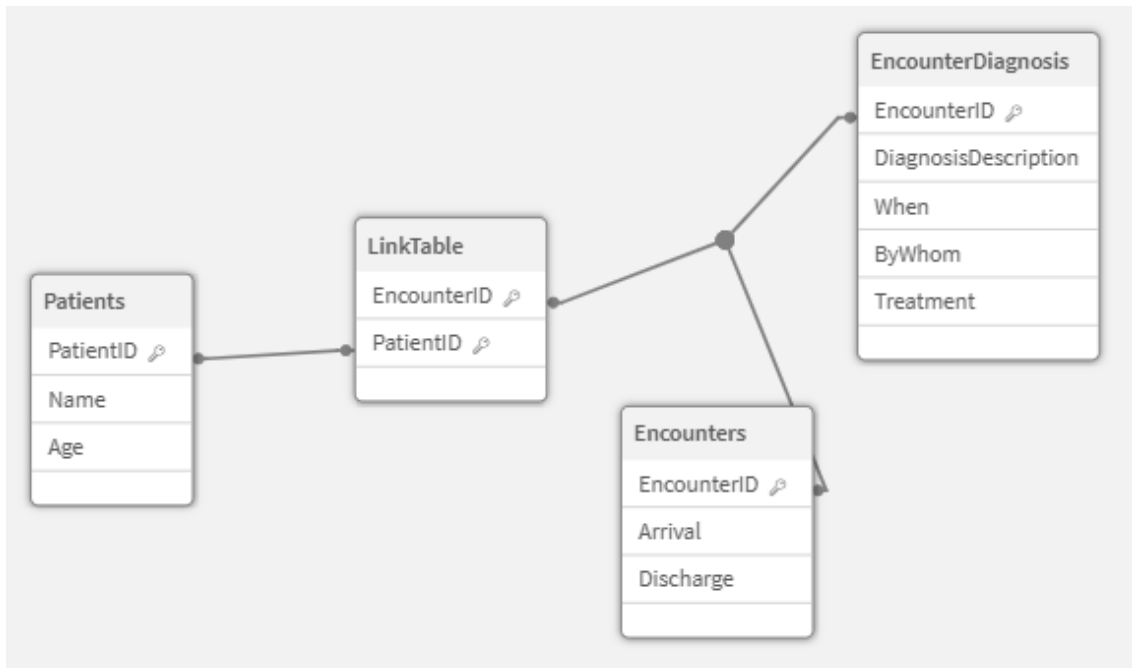 Patients
PatientID
Name
Age
LinkTable
EncounterID
PatientID
EncounterDiagnosis
EncounterID
DiagnosisDescription
When
ByWhom
Treatment
Encounters
EncounterID
Arrival
Discharge